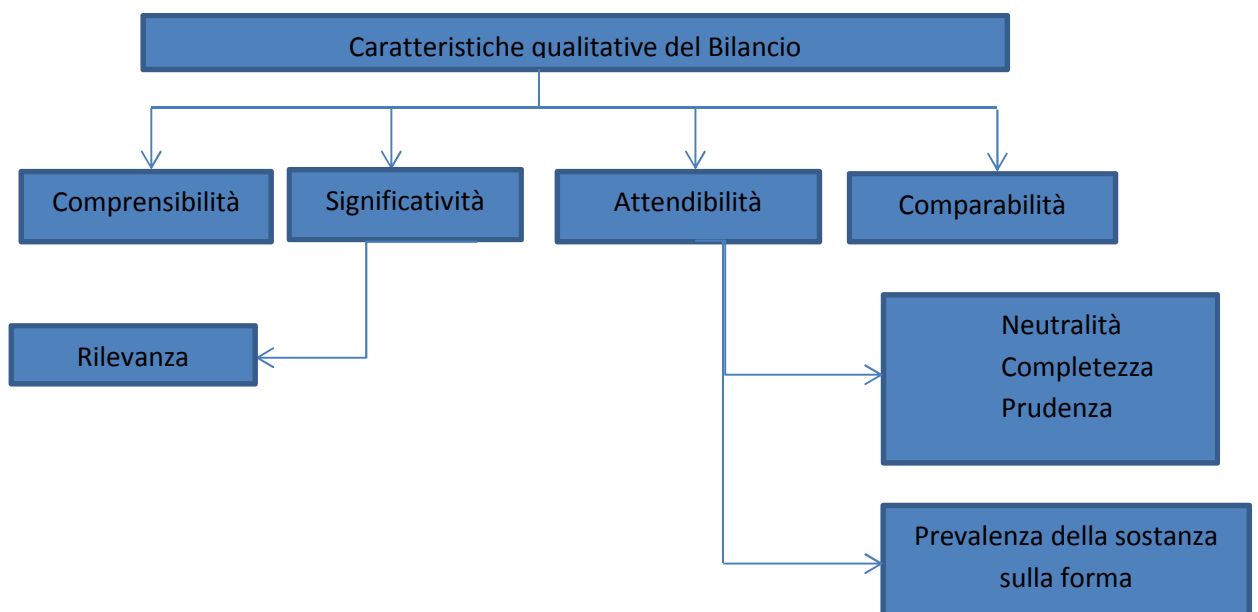 Caratteristiche qualitative del Bilancio
Comprensibilità
Significatività
Attendibilità
Comparabilità
Rilevanza
Neutralità
Completezza
Prudenza
Prevalenza della sostanza
sulla forma